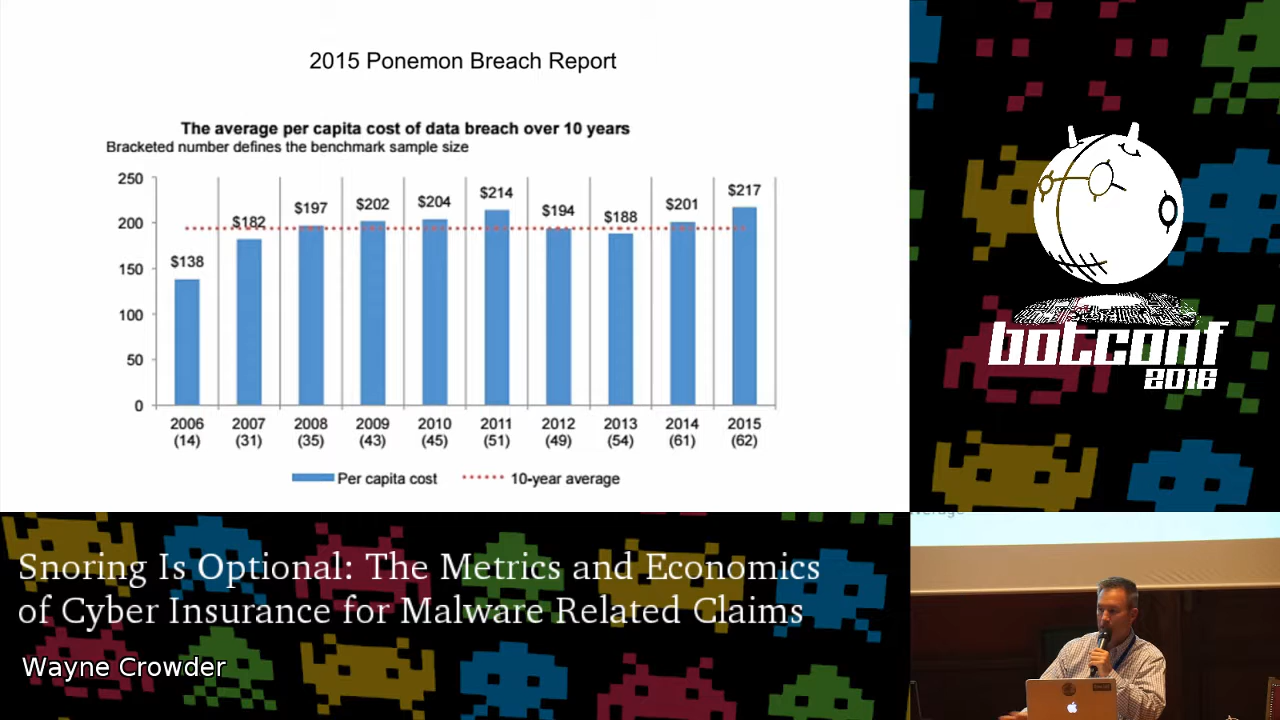 2015 Ponemon Breach Report
The average per capita cost of data breach over 10 years
Bracketed number defines the benchmark sample size
250
200
150
100
50
0
$138
$182
$197
$202
$204
$214
$194
$188
$201
$217
2006 2007 2008 2009 2010 2011 2012 2013 2014 2015
(14) (31) (35) (43) (45) (51) (49) (54) (61) (62)
Per capita cost 10-year average
botconf
2016
Snoring Is Optional: The Metrics and Economics
of Cyber Insurance for Malware Related Claims
Wayne Crowder